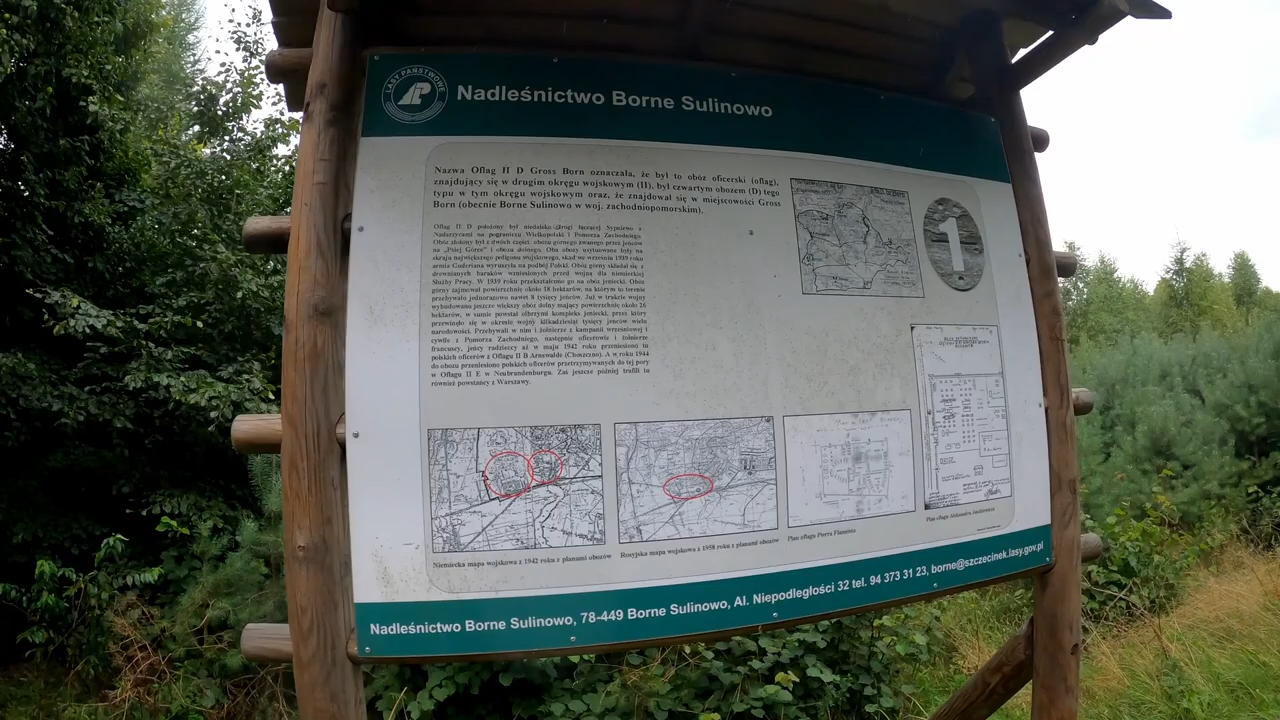 LASY PAŃSTWOWE
Nadleśnictwo Borne Sulinowo
Nazwa Oflag II D Gross Born oznaczała, że był to obóz oficerski (oflag),
znajdujący się w drugim okręgu wojskowym (II), był czwartym obozem (D) tego
typu w tym okręgu wojskowym oraz, że znajdował się w miejscowości Gross
Born (obecnie Borne Sulinowo w woj. zachodniopomorskim).
1
Oflag II D położony był niedaleko drogi łączącej Sypniewo z
Nadarzycami na pograniczu Wielkopolski i Pomorza Zachodniego.
Obóz złożony był z dwóch części: obozu górnego zwanego przez jeńców
na „Psiej Górze” i obozu dolnego. Oba obozy usytuowane były na
skraju największego poligonu wojskowego, skąd we wrześniu 1939 roku
armia Guderiana wyruszyła na podbój Polski. Obóz górny składał się z
drewnianych baraków wzniesionych przed wojną dla niemieckiej
Służby Pracy. W 1939 roku przekształcono go na obóz jeniecki. Obóz
górny zajmował powierzchnię około 18 hektarów, na którym to terenie
przebywało jednorazowo nawet 8 tysięcy jeńców. Już w trakcie wojny
wybudowano jeszcze większy obóz dolny mający powierzchnię około 26
hektarów, w sumie powstał olbrzymi kompleks jeniecki, przez który
przewinęło się w okresie wojny kilkadziesiąt tysięcy jeńców wielu
narodowości. Przebywali w nim i żołnierze z kampanii wrześniowej i
cywile z Pomorza Zachodniego, następnie oficerowie i żołnierze
francuscy, jeńcy radzieccy aż w maju 1942 roku przeniesiono tu
polskich oficerów z Oflagu II B Arnswalde (Choszczno). A w roku 1944
do obozu przeniesiono polskich oficerów przetrzymywanych do tej pory
w Oflagu II E w Neubrandenburgu. Zaś jeszcze później trafili tu
również powstańcy z Warszawy.
Niemiecka mapa wojskowa z 1942 roku z planami obozów
Rosyjska mapa wojskowa z 1958 roku z planami obozów
Plan oflagu Pierra Flamenta
Plan oflagu Aleksandra Jasińskiewicza
Nadleśnictwo Borne Sulinowo, 78-449 Borne Sulinowo, Al. Niepodległości 32 tel. 94 373 31 23, borne@szczecinek.lasy.gov.pl